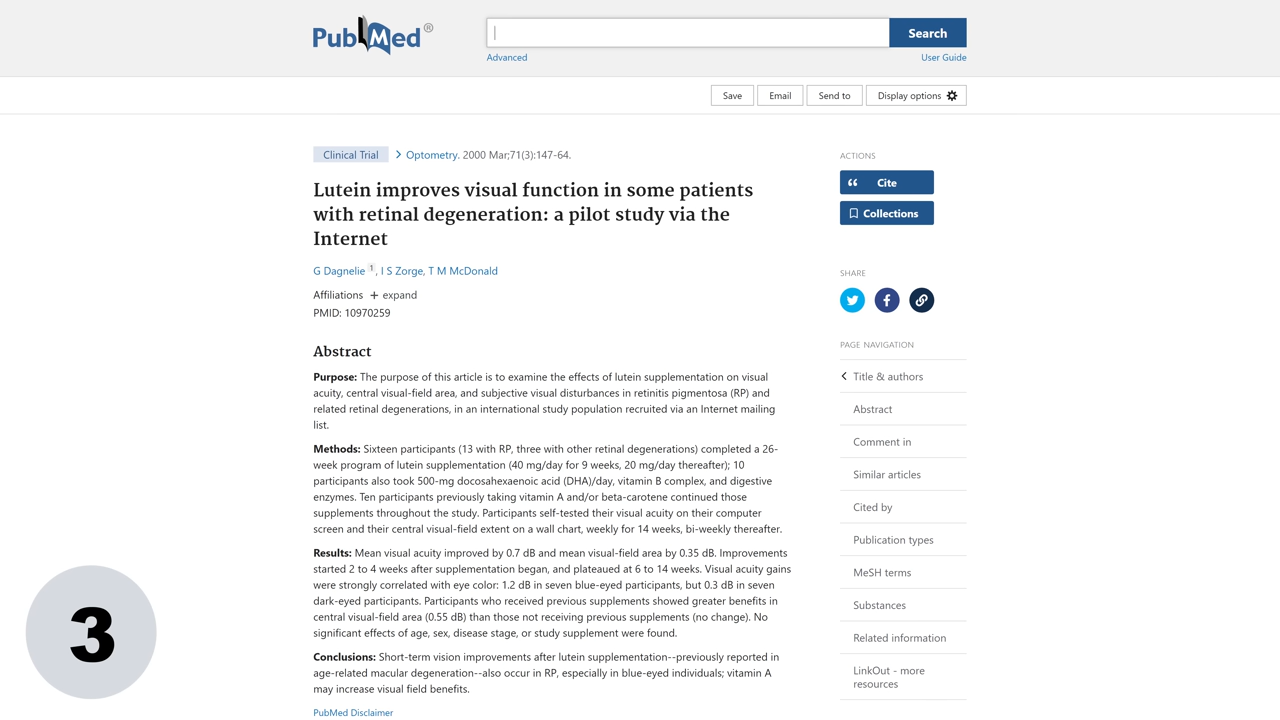 PubMed®
Search
Advanced
User Guide
Save
Email
Send to
Display options
Clinical Trial
Optometry. 2000 Mar;71(3):147-64.
Lutein improves visual function in some patients
with retinal degeneration: a pilot study via the
Internet
G Dagnelie 1, I S Zorge, T M McDonald
Affiliations + expand
PMID: 10970259
Abstract
Purpose: The purpose of this article is to examine the effects of lutein supplementation on visual
acuity, central visual-field area, and subjective visual disturbances in retinitis pigmentosa (RP) and
related retinal degenerations, in an international study population recruited via an Internet mailing
list.
Methods: Sixteen participants (13 with RP, three with other retinal degenerations) completed a 26-
week program of lutein supplementation (40 mg/day for 9 weeks, 20 mg/day thereafter); 10
participants also took 500-mg docosahexaenoic acid (DHA)/day, vitamin B complex, and digestive
enzymes. Ten participants previously taking vitamin A and/or beta-carotene continued those
supplements throughout the study. Participants self-tested their visual acuity on their computer
screen and their central visual-field extent on a wall chart, weekly for 14 weeks, bi-weekly thereafter.
Results: Mean visual acuity improved by 0.7 dB and mean visual-field area by 0.35 dB. Improvements
started 2 to 4 weeks after supplementation began, and plateaued at 6 to 14 weeks. Visual acuity gains
were strongly correlated with eye color: 1.2 dB in seven blue-eyed participants, but 0.3 dB in seven
dark-eyed participants. Participants who received previous supplements showed greater benefits in
central visual-field area (0.55 dB) than those not receiving previous supplements (no change). No
significant effects of age, sex, disease stage, or study supplement were found.
Conclusions: Short-term vision improvements after lutein supplementation--previously reported in
age-related macular degeneration--also occur in RP, especially in blue-eyed individuals; vitamin A
may increase visual field benefits.
PubMed Disclaimer
ACTIONS
Cite
Collections
SHARE
PAGE NAVIGATION
Title & authors
Abstract
Comment in
Similar articles
Cited by
Publication types
MeSH terms
Substances
Related information
LinkOut - more
resources
3